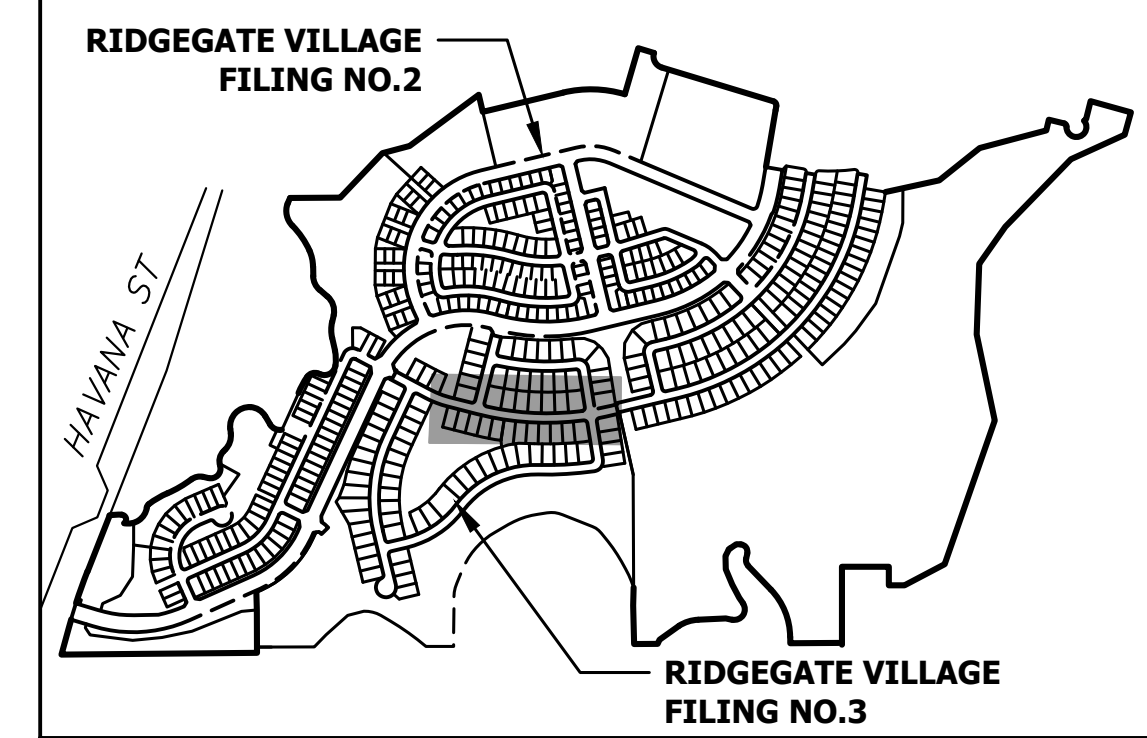 RIDGEGATE VILLAGE
FILING NO.2
HAVANA ST
RIDGEGATE VILLAGE
FILING NO.3